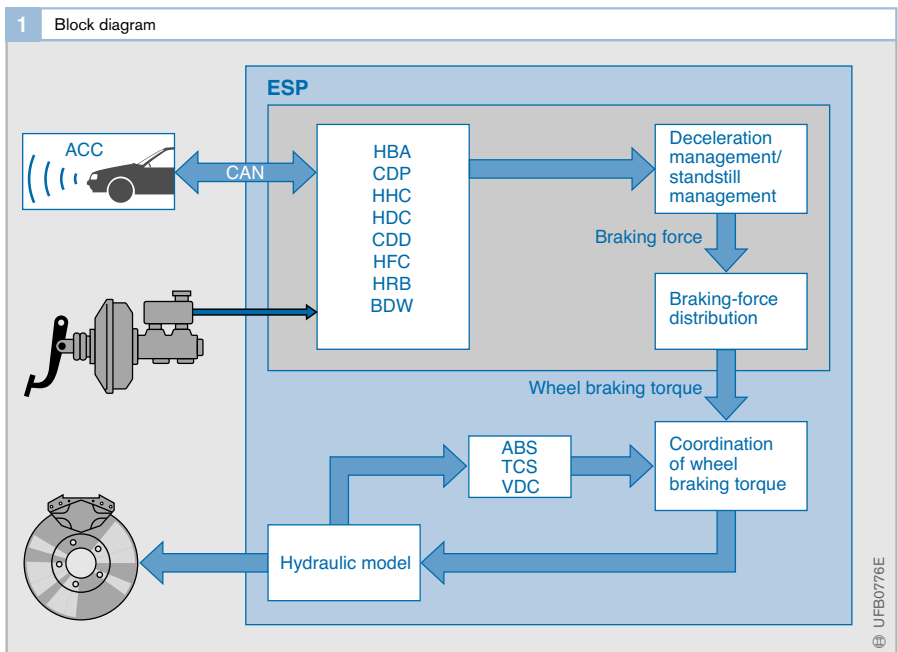 1
Block diagram
ESP
ACC
CAN
HBA
CDP
HHC
HDC
CDD
HFC
HRB
BDW
Deceleration
management/
standstill
management
Braking force
Braking-force
distribution
Wheel braking torque
ABS
TCS
VDC
Coordination
of wheel
braking torque
Hydraulic model
UFB0776E